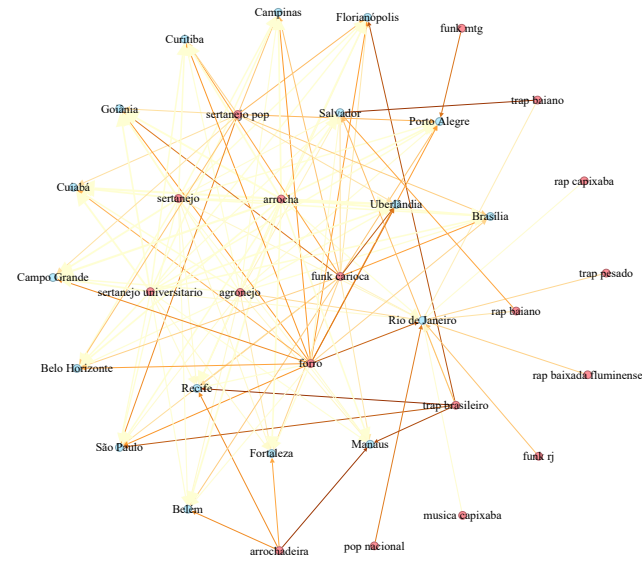 Campinas
Florianópolis
funk mtg
Curitiba
Goiânia
sertanejo pop
Salvador
trap baiano
Porto Alegre
rap capixaba
Cuiabá
sertanejo
arrocha
Uberlândia
Brasília
Campo Grande
sertanejo universitario
agronejo
funk carioca
trap pesado
Rio de Janeiro
rap baiano
Belo Horizonte
forro
Recife
trap brasileiro
rap baixada fluminense
São Paulo
Fortaleza
Manaus
funk rj
Belém
musica capixaba
arrochadeira
pop nacional